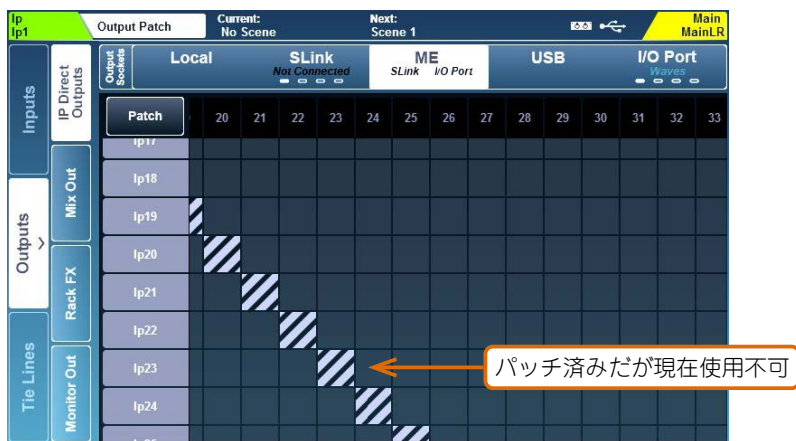 Ip
Ip1
Output Patch
Current:
No Scene
Next:
Scene 1
Main
MainLR
Inputs
Outputs
Tie Lines
IP Direct
Outputs
Mix Out
Rack FX
Monitor Out
Output
Sockets
Local
SLink
Not Connected
ME
SLink I/O Port
USB
I/O Port
Waves
Patch
20 21 22 23 24 25 26 27 28 29 30 31 32 33
Ip17
Ip18
Ip19
Ip20
Ip21
Ip22
Ip23
パッチ済みだが現在使用不可
Ip24